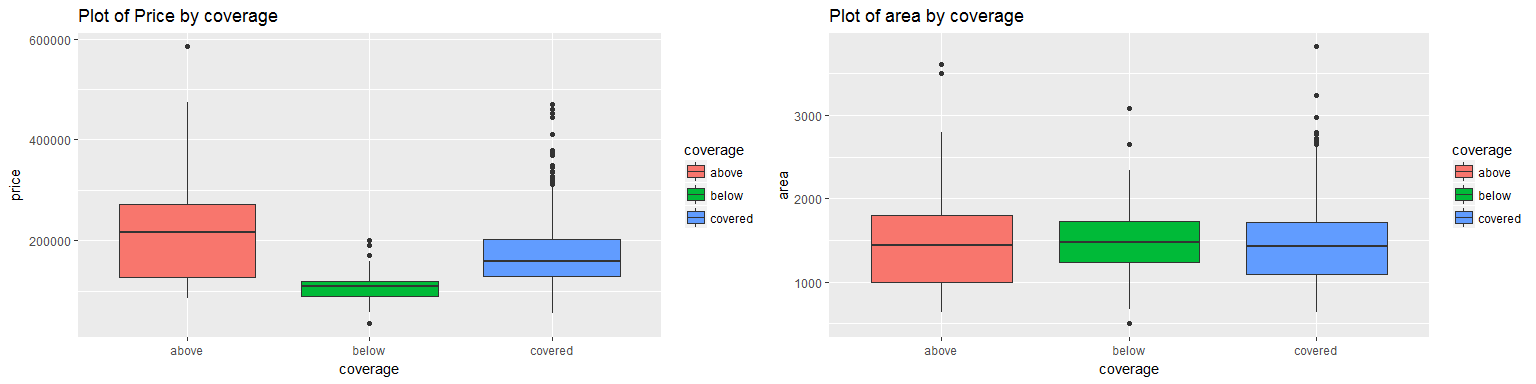 Plot of Price by coverage
600000
400000
200000
price
above
below
covered
coverage
coverage
above
below
covered
Plot of area by coverage
3000
2000
1000
area
above
below
covered
coverage
coverage
above
below
covered